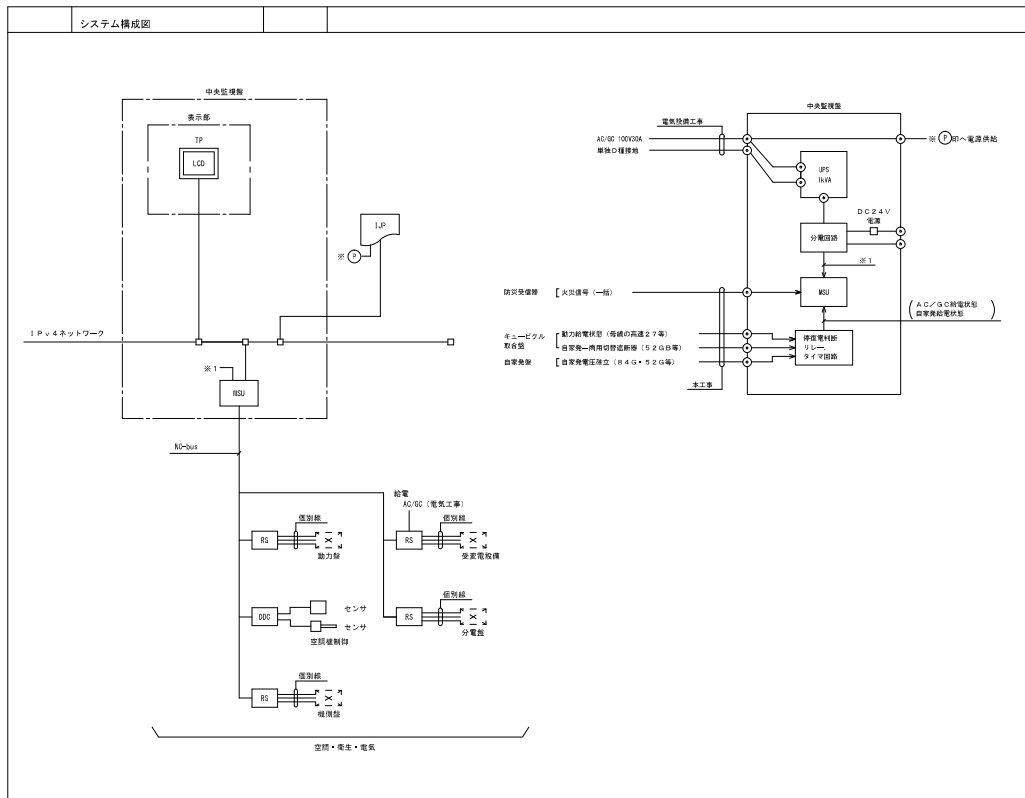 システム構成図
中央監視盤
表示部
TP
LCD
IJP
※ P
IPv4ネットワーク
※1
MSU
NC-bus
給電
AC/GC (電気工事)
個別線
RS
動力盤
個別線
RS
受変電設備
DDC
センサ
センサ
空調機制御
個別線
RS
分電盤
個別線
RS
機側盤
空調・衛生・電気
中央監視盤
電気設備工事
AC/GC 100V30A
単独D種接地
※ P 印へ電源供給
UPS
1kVA
DC24V
電源
分電回路
※1
防災受信器
火災信号 (一括)
MSU
AC/GC給電状態
自家発給電状態
キュービクル
取合盤
動力給電状態 (母線の高速27等)
自家発―商用切替遮断器 (52GB等)
自家発盤
自家発電圧確立 (84G・52G等)
停復電判断
リレー、
タイマ回路
本工事